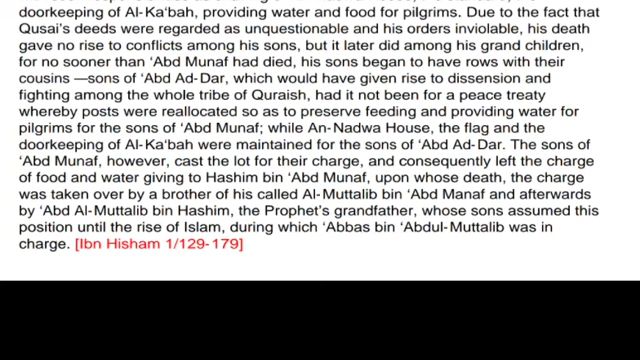 doorkeeping of Al-Ka‘bah, providing water and food for pilgrims. Due to the fact that
Qusai’s deeds were regarded as unquestionable and his orders inviolable, his death
gave no rise to conflicts among his sons, but it later did among his grand children,
for no sooner than ‘Abd Munaf had died, his sons began to have rows with their
cousins —sons of ‘Abd Ad-Dar, which would have given rise to dissension and
fighting among the whole tribe of Quraish, had it not been for a peace treaty
whereby posts were reallocated so as to preserve feeding and providing water for
pilgrims for the sons of ‘Abd Munaf; while An-Nadwa House, the flag and the
doorkeeping of Al-Ka‘bah were maintained for the sons of ‘Abd Ad-Dar. The sons of
‘Abd Munaf, however, cast the lot for their charge, and consequently left the charge
of food and water giving to Hashim bin ‘Abd Munaf, upon whose death, the charge
was taken over by a brother of his called Al-Muttalib bin ‘Abd Manaf and afterwards
by ‘Abd Al-Muttalib bin Hashim, the Prophet’s grandfather, whose sons assumed this
position until the rise of Islam, during which ‘Abbas bin ‘Abdul-Muttalib was in
charge. [Ibn Hisham 1/129-179]